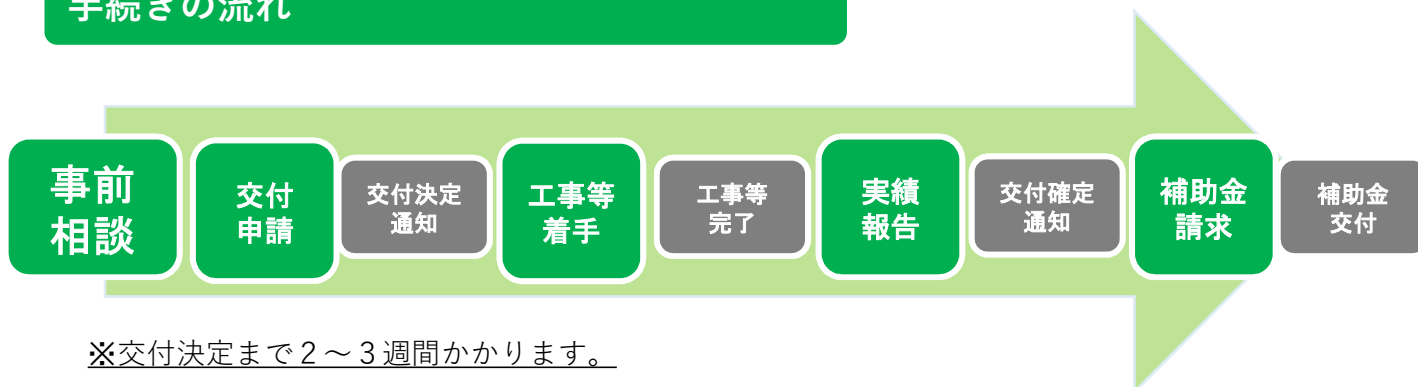 手続きの流れ
事前
相談
交付
申請
交付決定
通知
工事等
着手
工事等
完了
実績
報告
交付確定
通知
補助金
請求
補助金
交付
※交付決定まで２～３週間かかります。